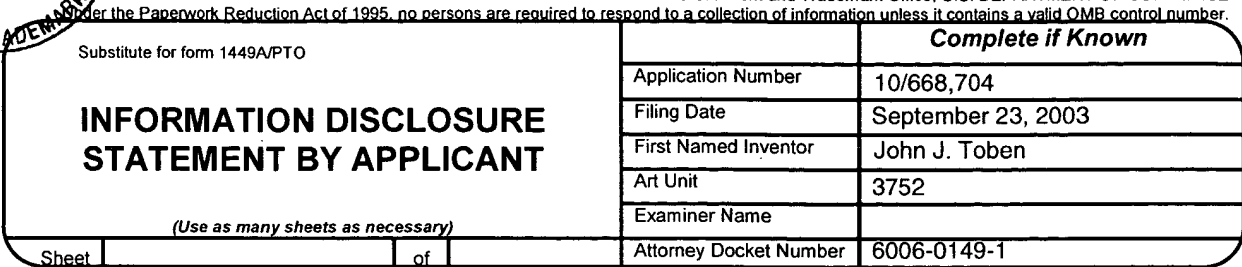 der the Paperwork Reduction Act of 1995, no persons are required to respond to a collection of information unless it contains a valid OMB control number.
Substitute for form 1449A/PTO
INFORMATION DISCLOSURE
STATEMENT BY APPLICANT
(Use as many sheets as necessary)
Sheet of
Complete if Known
Application Number 10/668,704
Filing Date September 23, 2003
First Named Inventor John J. Toben
Art Unit 3752
Examiner Name
Attorney Docket Number 6006-0149-1